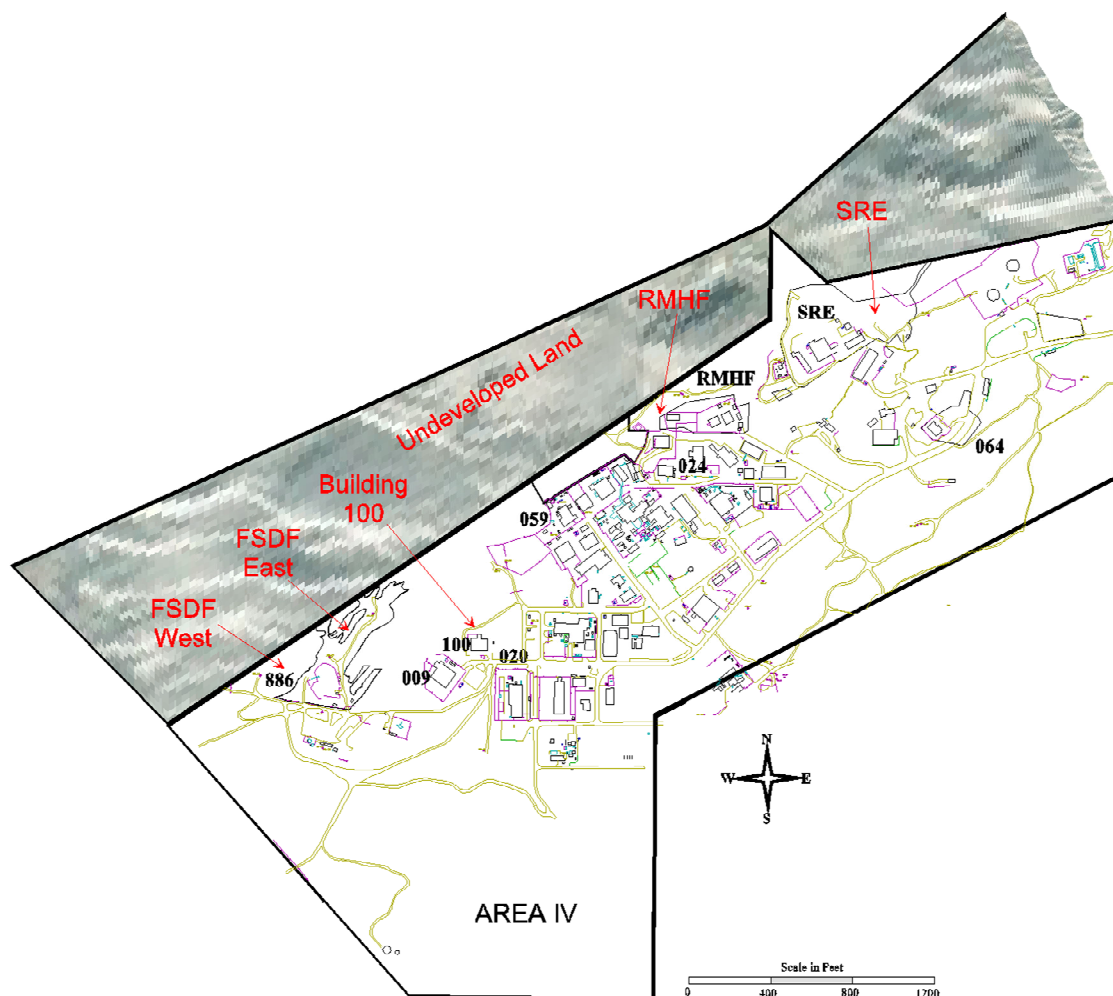 SRE
RMHF
SRE
Undeveloped Land
RMHF
Building
100
024
064
059
FSDF
East
FSDF
West
100
020
886
009
N
W
E
S
AREA IV
Scale in Feet
0
400
800
1200